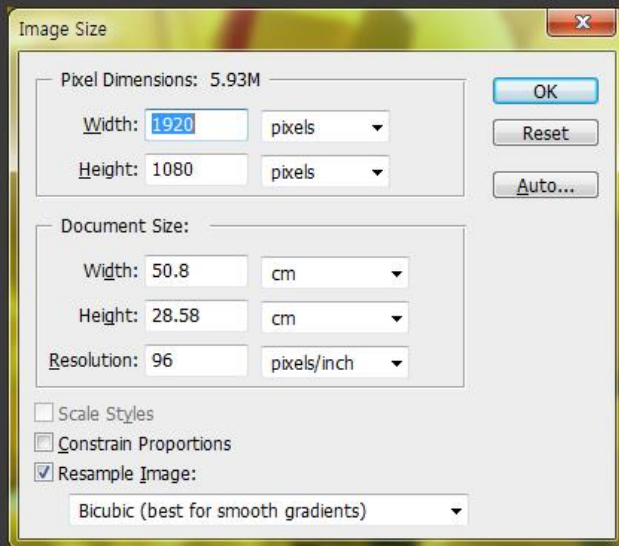 Image Size
Pixel Dimensions: 5.93M
Width: 1920 pixels
Height: 1080 pixels
OK
Reset
Auto...
Document Size:
Width: 50.8 cm
Height: 28.58 cm
Resolution: 96 pixels/inch
Scale Styles
Constrain Proportions
Resample Image:
Bicubic (best for smooth gradients)